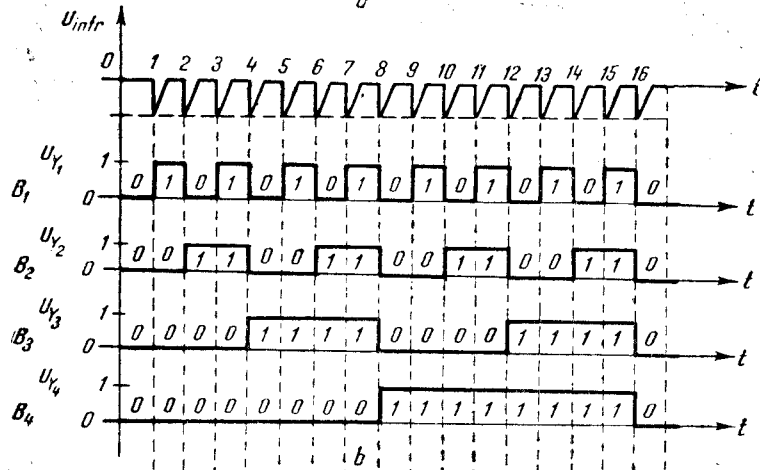 a
U_intr
0 1 2 3 4 5 6 7 8 9 10 11 12 13 14 15 16 t
U_Y1 1
B1 0 0 1 0 1 0 1 0 1 0 1 0 1 0 1 0 1 0 t
U_Y2 1
B2 0 0 0 1 1 0 0 1 1 0 0 1 1 0 0 1 1 0 t
U_Y3 1
B3 0 0 0 0 0 1 1 1 1 0 0 0 0 1 1 1 1 0 t
U_Y4 1
B4 0 0 0 0 0 0 0 0 0 1 1 1 1 1 1 1 1 0 t
b